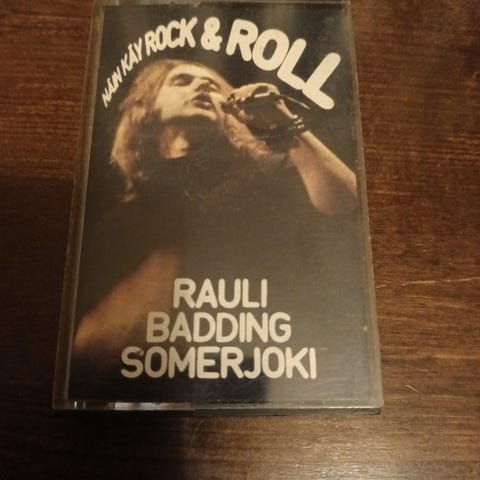 NÄIN KÄY ROCK & ROLL
RAULI
BADDING
SOMERJOKI